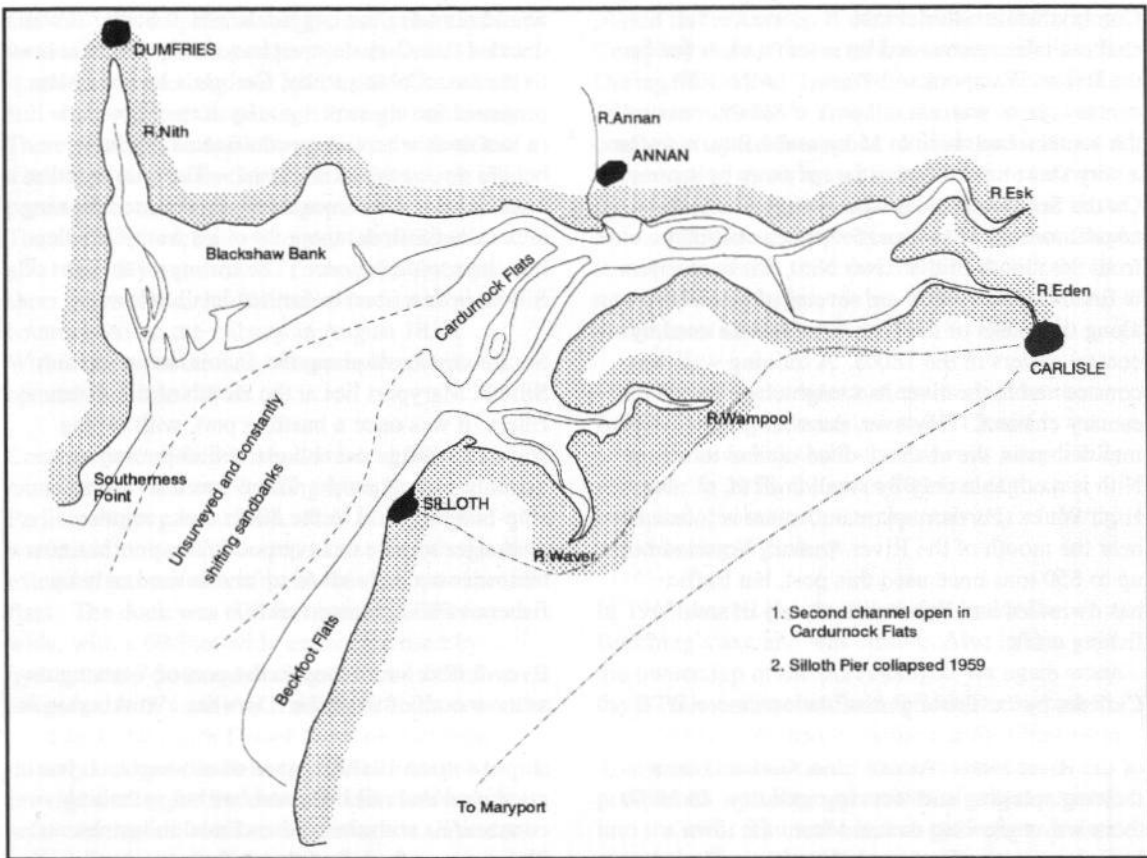 DUMFRIES
R.Nith
R.Annan
ANNAN
R.Esk
Blackshaw Bank
Cardurnock Flats
R.Eden
CARLISLE
R.Wampool
Southerness
Point
Unsurveyed and constantly
shifting sandbanks
SILLOTH
R.Waver
Beckfoot Flats
1. Second channel open in
Cardurnock Flats
2. Silloth Pier collapsed 1959
To Maryport